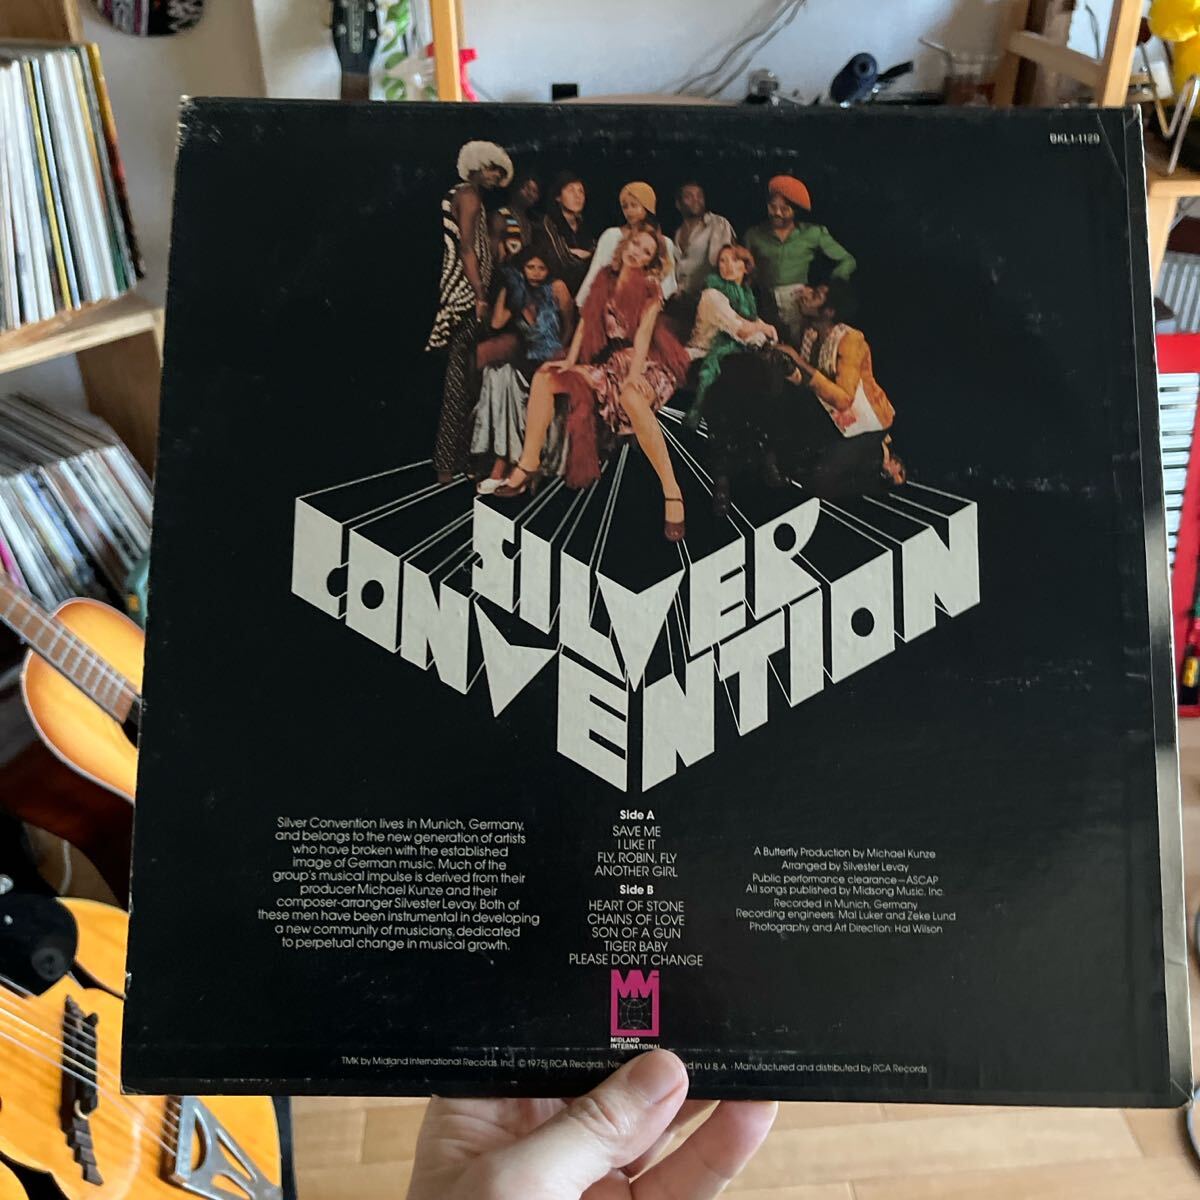 BKL1-1129
SILVER
CONVENTION
Silver Convention lives in Munich, Germany,
and belongs to the new generation of artists
who have broken with the established
image of German music. Much of the
group's musical impulse is derived from their
producer Michael Kunze and their
composer-arranger Silvester Levay. Both of
these men have been instrumental in developing
a new community of musicians, dedicated
to perpetual change in musical growth.
Side A
SAVE ME
I LIKE IT
FLY, ROBIN, FLY
ANOTHER GIRL
Side B
HEART OF STONE
CHAINS OF LOVE
SON OF A GUN
TIGER BABY
PLEASE DON'T CHANGE
A Butterfly Production by Michael Kunze
Arranged by Silvester Levay
Public performance clearance—ASCAP
All songs published by Midsong Music, Inc.
Recorded in Munich, Germany
Recording engineers: Mal Luker and Zeke Lund
Photography and Art Direction: Hal Wilson
MIDLAND
INTERNATIONAL
TMK by Midland International Records, Inc. © 1975, RCA Records, New in U.S.A. • Manufactured and distributed by RCA Records